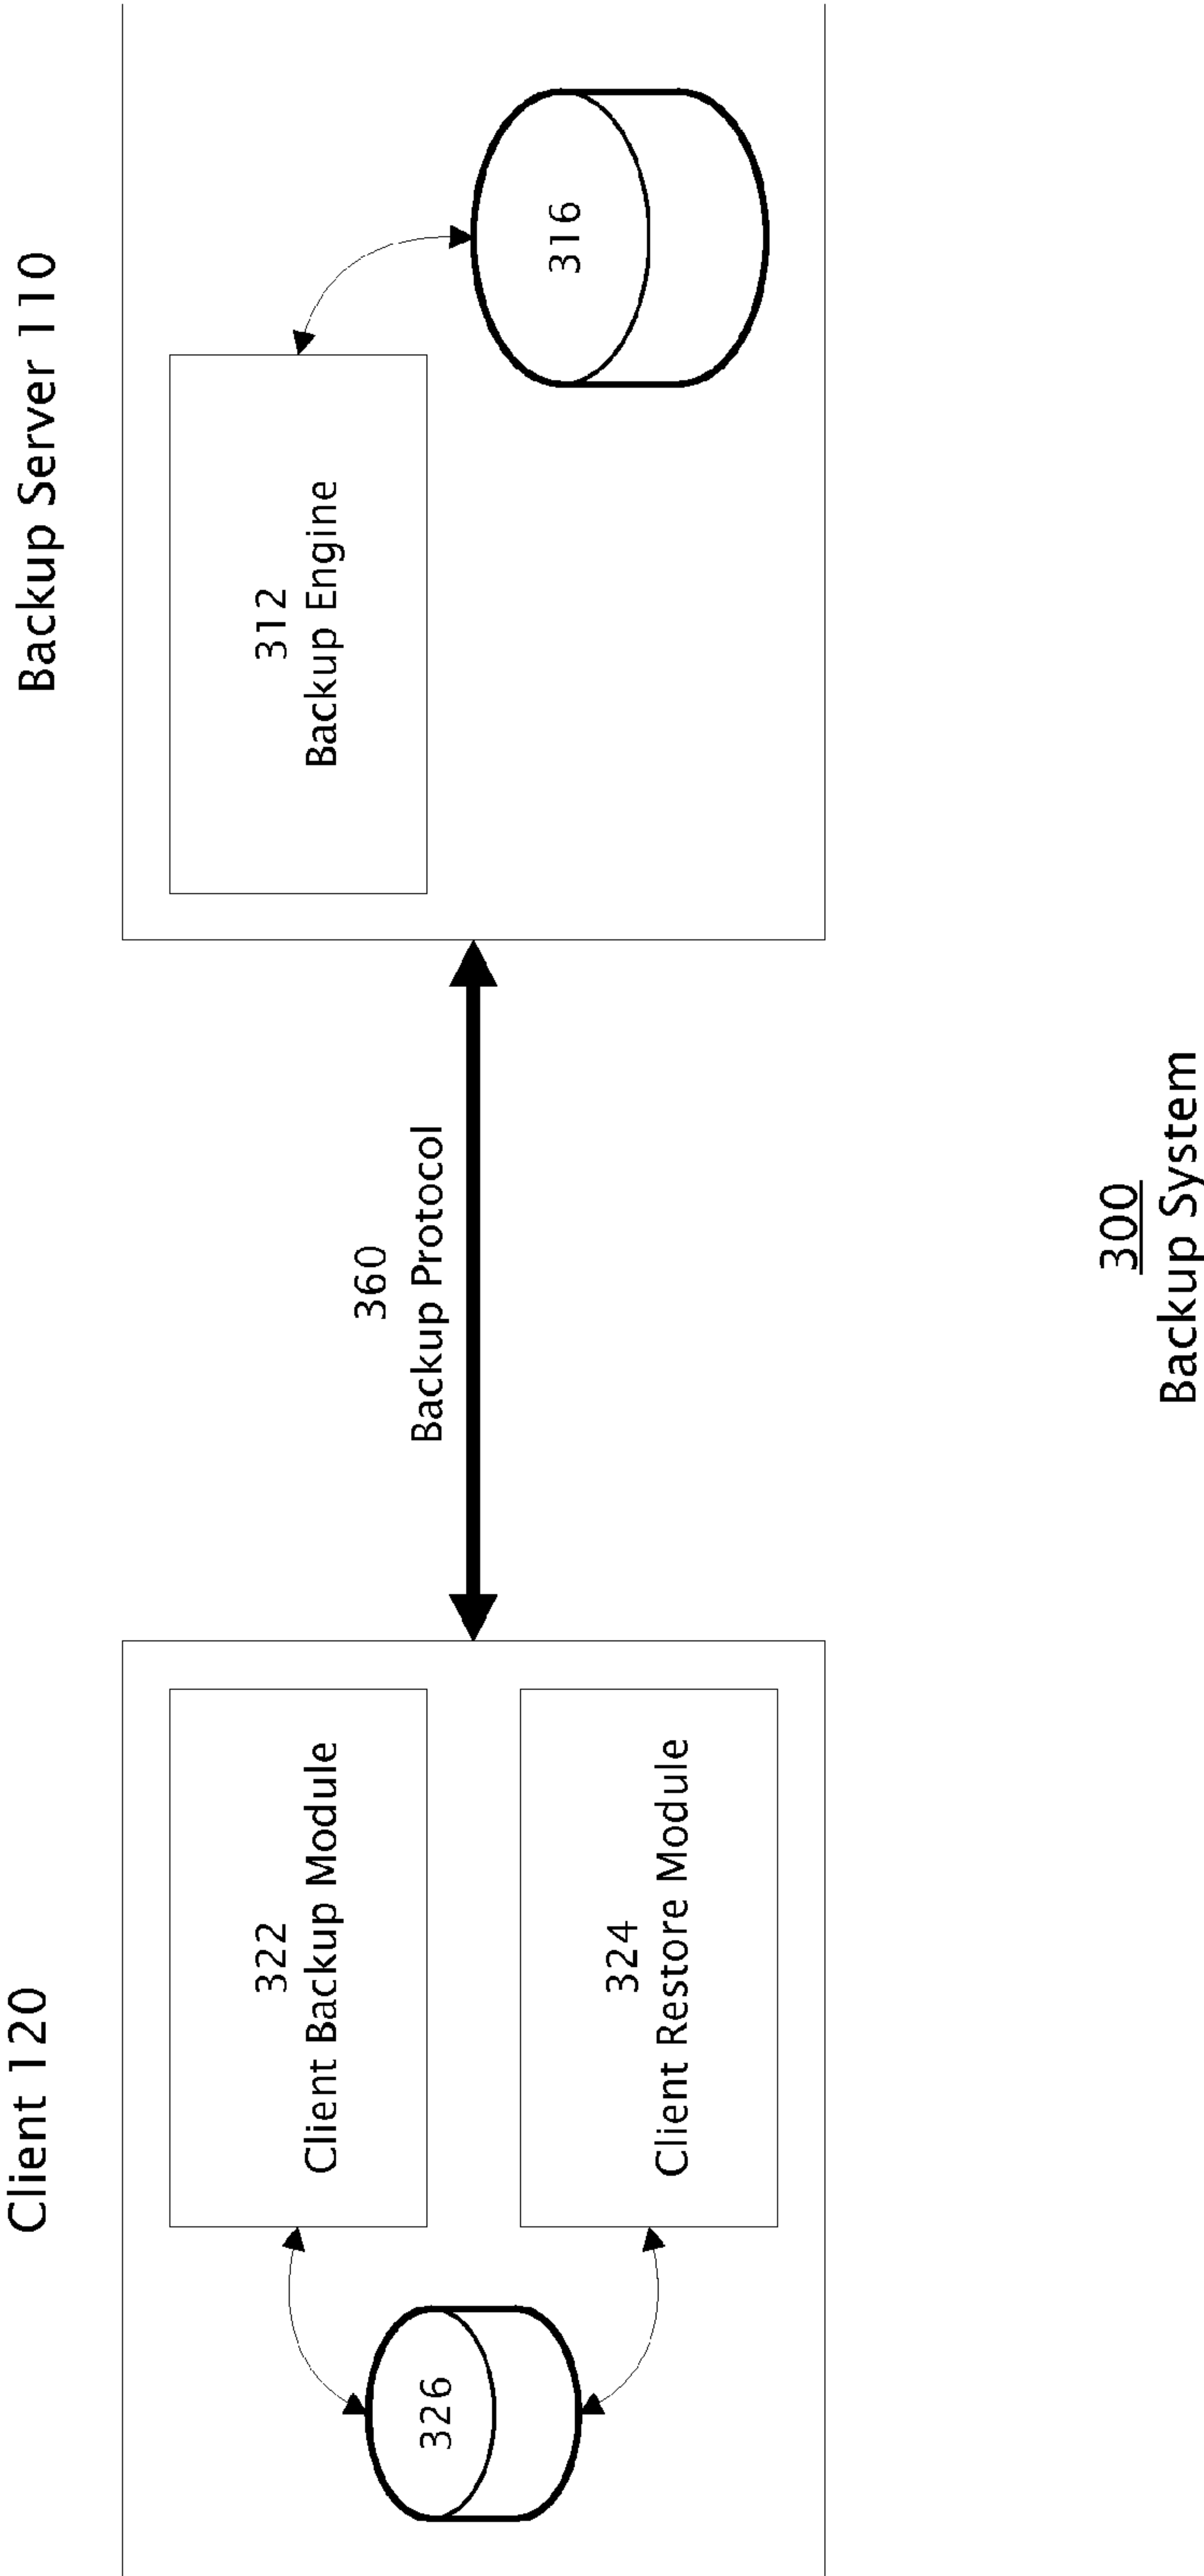 Client 120
Backup Server 110
322
Client Backup Module
324
Client Restore Module
326
360
Backup Protocol
312
Backup Engine
316
300
Backup System